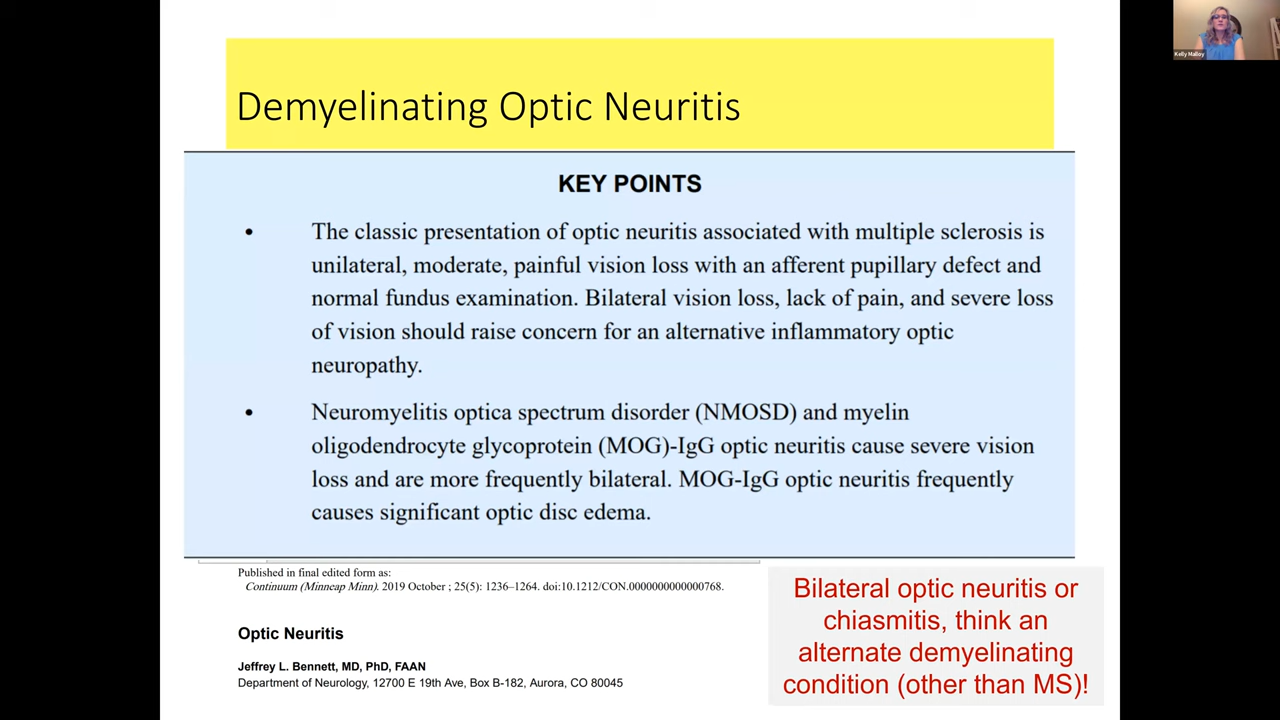 Kelly Malloy
Demyelinating Optic Neuritis
KEY POINTS
• The classic presentation of optic neuritis associated with multiple sclerosis is
unilateral, moderate, painful vision loss with an afferent pupillary defect and
normal fundus examination. Bilateral vision loss, lack of pain, and severe loss
of vision should raise concern for an alternative inflammatory optic
neuropathy.
• Neuromyelitis optica spectrum disorder (NMOSD) and myelin
oligodendrocyte glycoprotein (MOG)-IgG optic neuritis cause severe vision
loss and are more frequently bilateral. MOG-IgG optic neuritis frequently
causes significant optic disc edema.
Published in final edited form as:
Continuum (Minneap Minn). 2019 October ; 25(5): 1236–1264. doi:10.1212/CON.0000000000000768.
Optic Neuritis
Jeffrey L. Bennett, MD, PhD, FAAN
Department of Neurology, 12700 E 19th Ave, Box B-182, Aurora, CO 80045
Bilateral optic neuritis or
chiasmitis, think an
alternate demyelinating
condition (other than MS)!